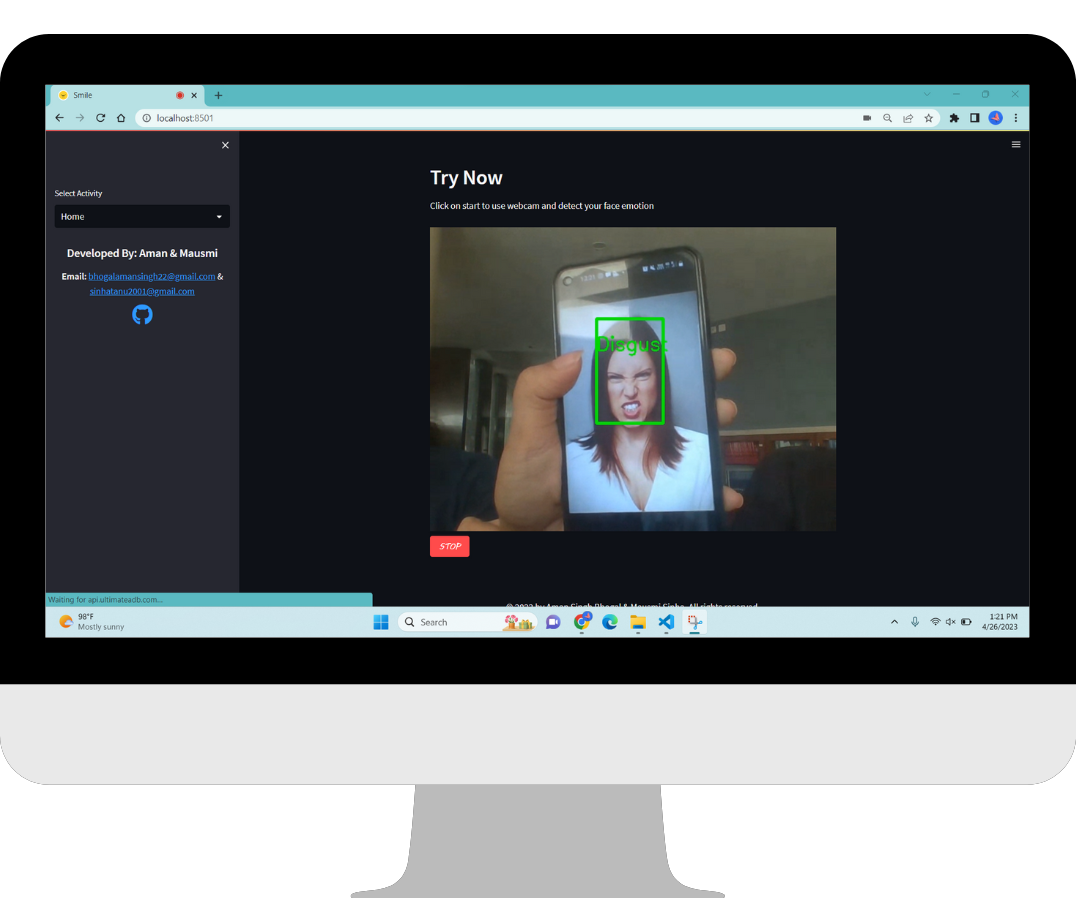 Smile
localhost:8501
Select Activity
Home
Developed By: Aman & Mausmi
Email: bhogalamansingh22@gmail.com &
sinhatanu2001@gmail.com
Try Now
Click on start to use webcam and detect your face emotion
Disgust
STOP
© 2023 by Aman Singh Bhogal & Mausmi Sinha. All rights reserved
Waiting for api.ultimateadb.com...
98°F
Mostly sunny
Search
1:21 PM
4/26/2023